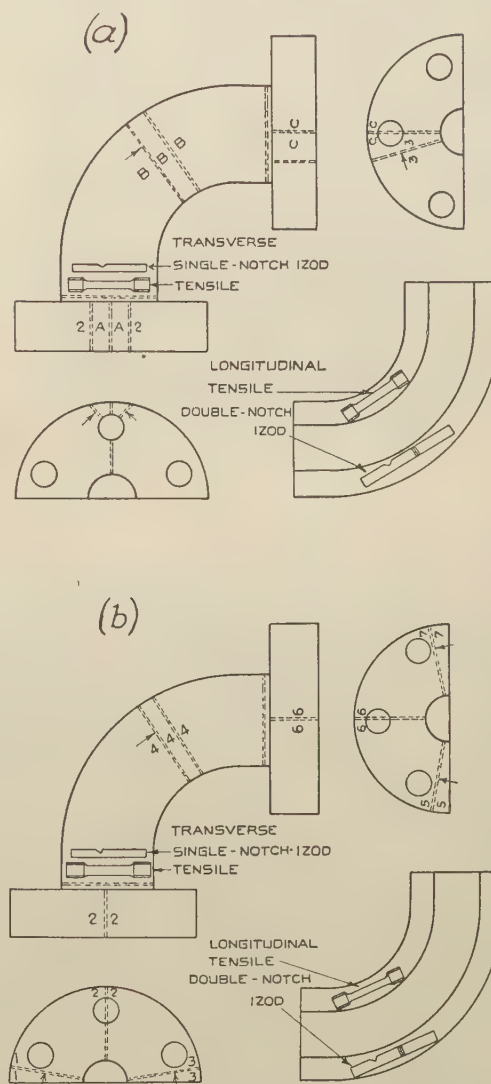 (a)
B B B
C C
C C
3 3
TRANSVERSE
SINGLE-NOTCH IZOD
TENSILE
2 A A 2
LONGITUDINAL
TENSILE
DOUBLE-NOTCH
IZOD
(b)
7 7
4 4 4
6 6
6 6
5 5
TRANSVERSE
SINGLE-NOTCH·IZOD
TENSILE
2 2
LONGITUDINAL
TENSILE
DOUBLE-NOTCH
IZOD
2 2
1 1
3 3